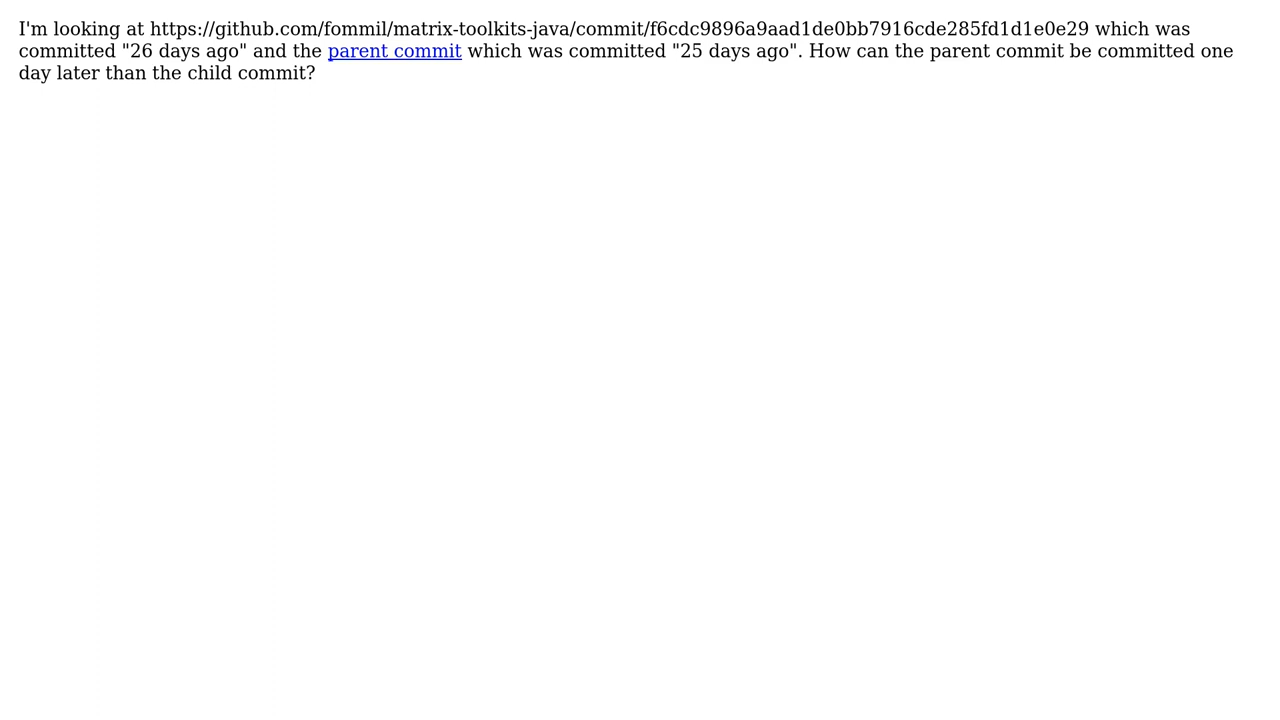 I'm looking at https://github.com/fommil/matrix-toolkits-java/commit/f6cdc9896a9aad1de0bb7916cde285fd1d1e0e29 which was
committed "26 days ago" and the parent commit which was committed "25 days ago". How can the parent commit be committed one
day later than the child commit?